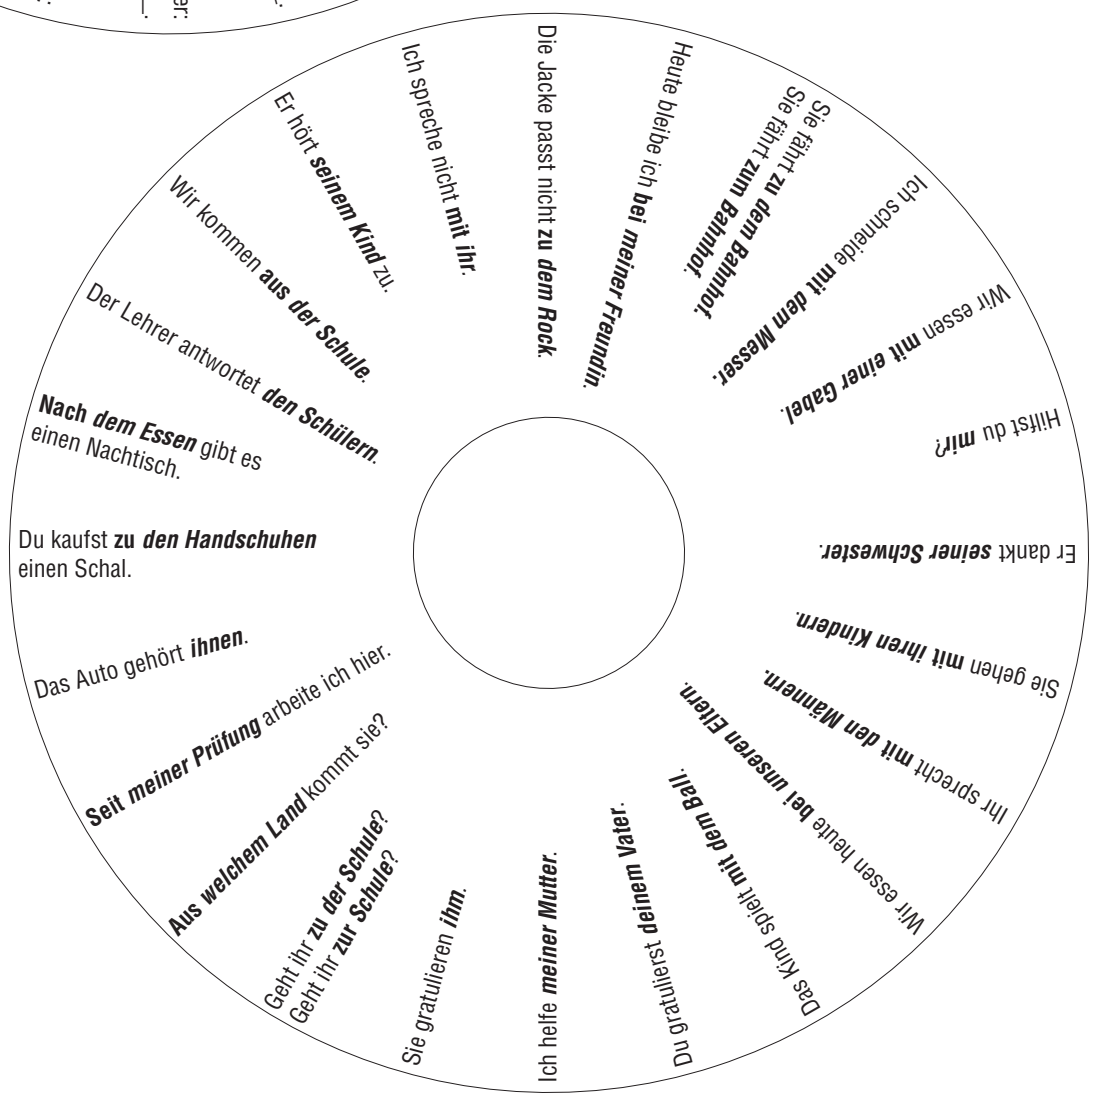 er:
Die Jacke passt nicht zu dem Rock.
Heute bleibe ich bei meiner Freundin.
Sie fährt zu dem Bahnhof.
Sie fährt zum Bahnhof.
Ich schneide mit dem Messer.
Wir essen mit einer Gabel.
Hilfst du mir?
Er dankt seiner Schwester.
Sie gehen mit ihren Kindern.
Ihr sprecht mit den Männern.
Wir essen heute bei unseren Eltern.
Das Kind spielt mit dem Ball.
Du gratulierst deinem Vater.
Ich helfe meiner Mutter.
Sie gratulieren ihm.
Geht ihr zu der Schule?
Geht ihr zur Schule?
Aus welchem Land kommt sie?
Seit meiner Prüfung arbeite ich hier.
Das Auto gehört ihnen.
Du kaufst zu den Handschuhen
einen Schal.
Nach dem Essen gibt es
einen Nachtisch.
Der Lehrer antwortet den Schülern.
Wir kommen aus der Schule.
Er hört seinem Kind zu.
Ich spreche nicht mit ihr.